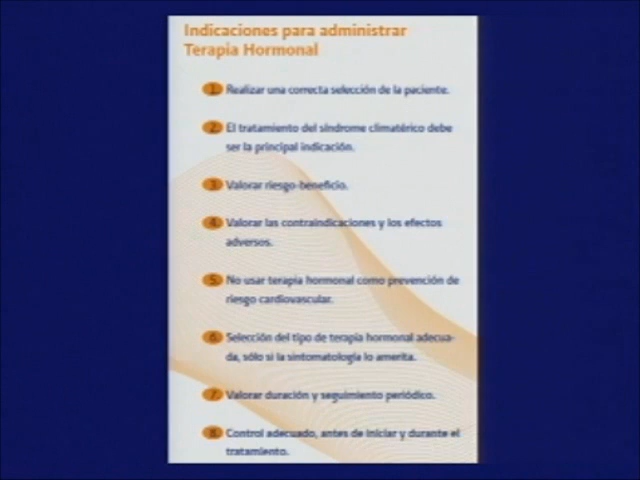 Indicaciones para administrar
Terapia Hormonal
1. Realizar una correcta selección de la paciente.
2. El tratamiento del síndrome climatérico debe
ser la principal indicación.
3. Valorar riesgo-beneficio.
4. Valorar las contraindicaciones y los efectos
adversos.
5. No usar terapia hormonal como prevención de
riesgo cardiovascular.
6. Selección del tipo de terapia hormonal adecua-
da, sólo si la sintomatología lo amerita.
7. Valorar duración y seguimiento periódico.
8. Control adecuado, antes de iniciar y durante el
tratamiento.